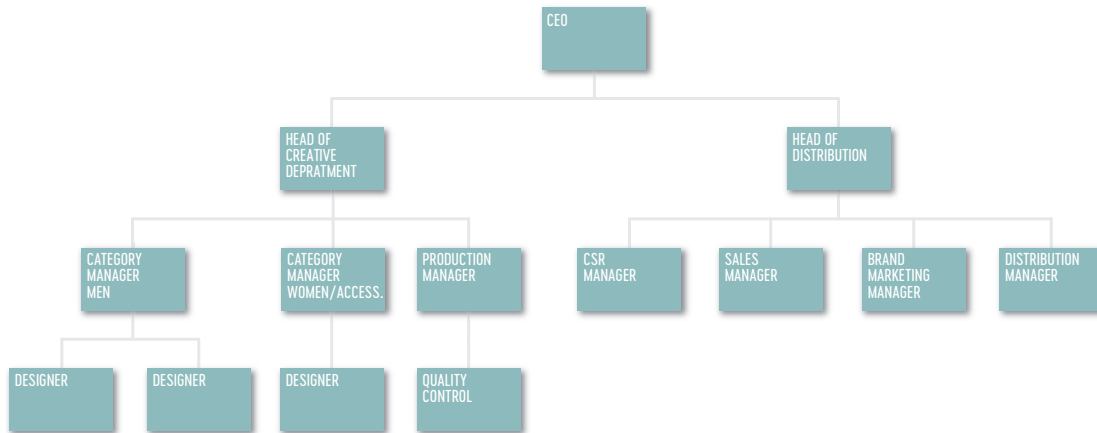 CEO
HEAD OF
CREATIVE
DEPRATMENT
HEAD OF
DISTRIBUTION
CATEGORY
MANAGER
MEN
CATEGORY
MANAGER
WOMEN/ACCESS.
PRODUCTION
MANAGER
CSR
MANAGER
SALES
MANAGER
BRAND
MARKETING
MANAGER
DISTRIBUTION
MANAGER
DESIGNER
DESIGNER
DESIGNER
QUALITY
CONTROL